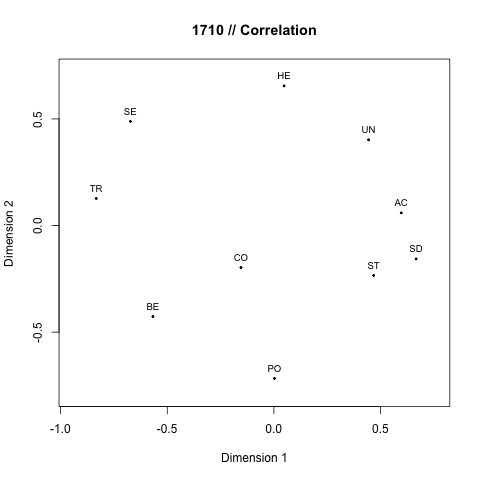 1710 // Correlation
HE
SE
UN
TR
AC
SD
CO
ST
BE
PO
0.5
0.0
-0.5
Dimension 2
-1.0 -0.5 0.0 0.5
Dimension 1